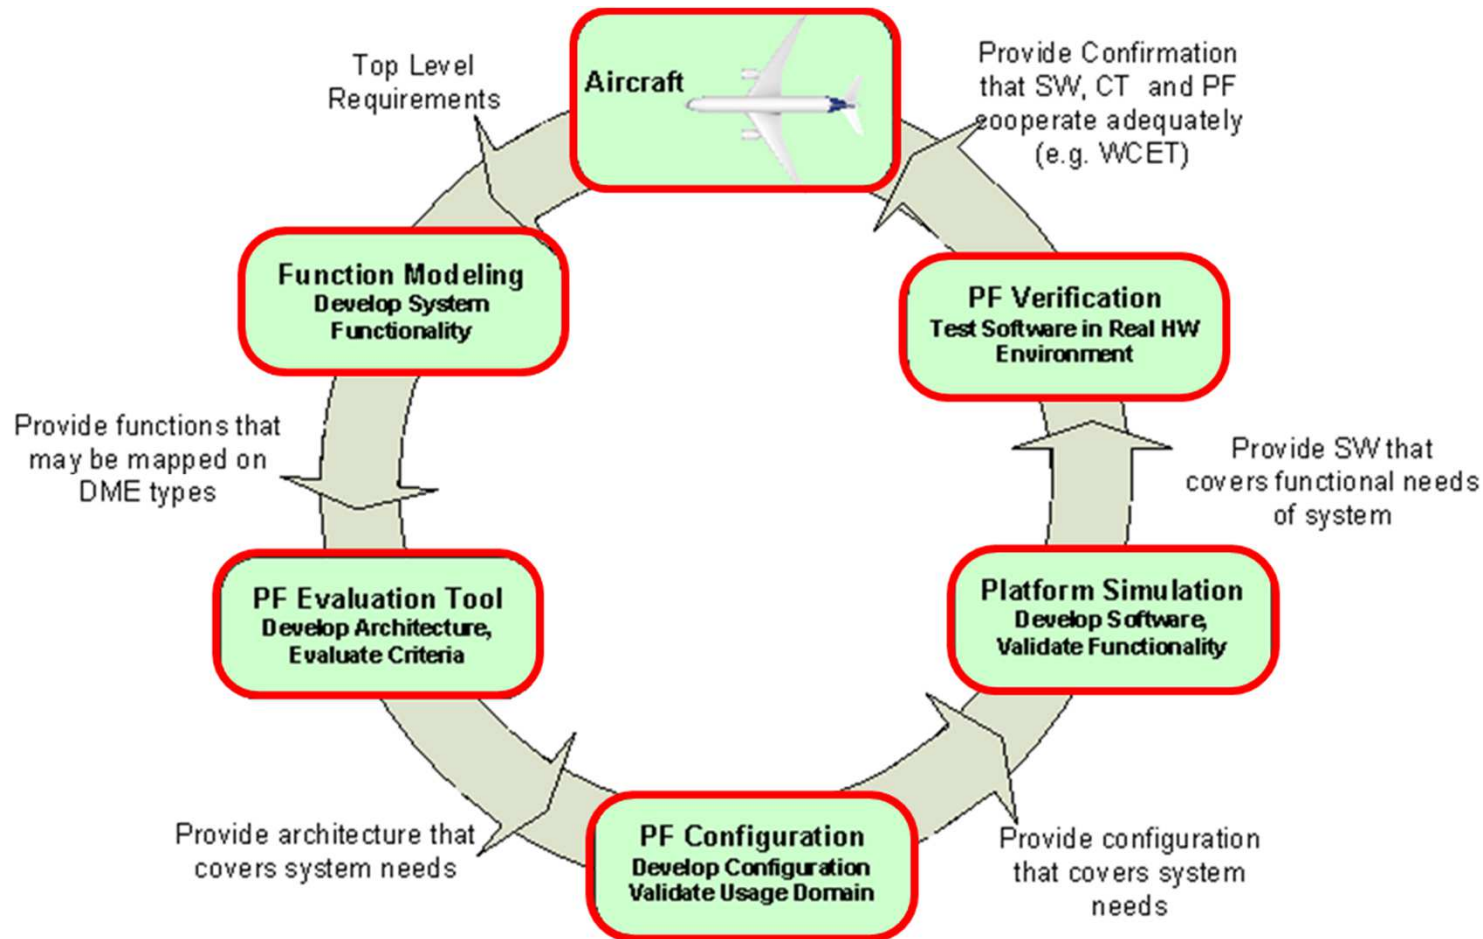 Aircraft
Top Level
Requirements
Function Modeling
Develop System
Functionality
Provide functions that
may be mapped on
DME types
PF Evaluation Tool
Develop Architecture,
Evaluate Criteria
Provide architecture that
covers system needs
PF Configuration
Develop Configuration
Validate Usage Domain
Provide configuration
that covers system
needs
Platform Simulation
Develop Software,
Validate Functionality
Provide SW that
covers functional needs
of system
PF Verification
Test Software in Real HW
Environment
Provide Confirmation
that SW, CT and PF
cooperate adequately
(e.g. WCET)